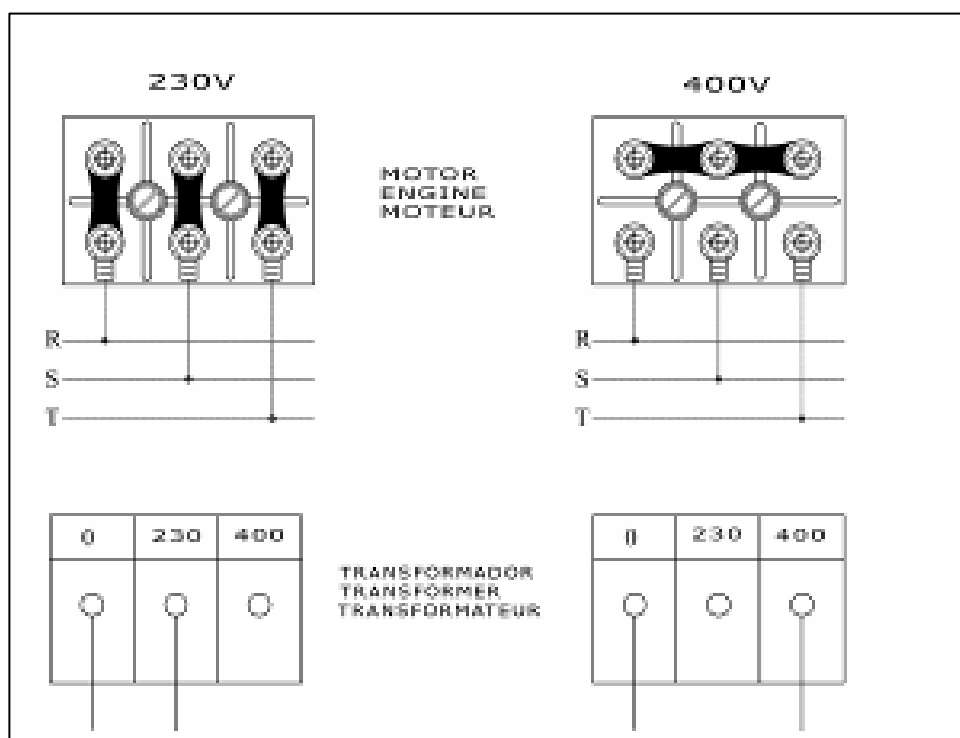 230V
400V
MOTOR
ENGINE
MOTEUR
R
S
T
R
S
T
0 230 400
0 230 400
TRANSFORMADOR
TRANSFORMER
TRANSFORMATEUR